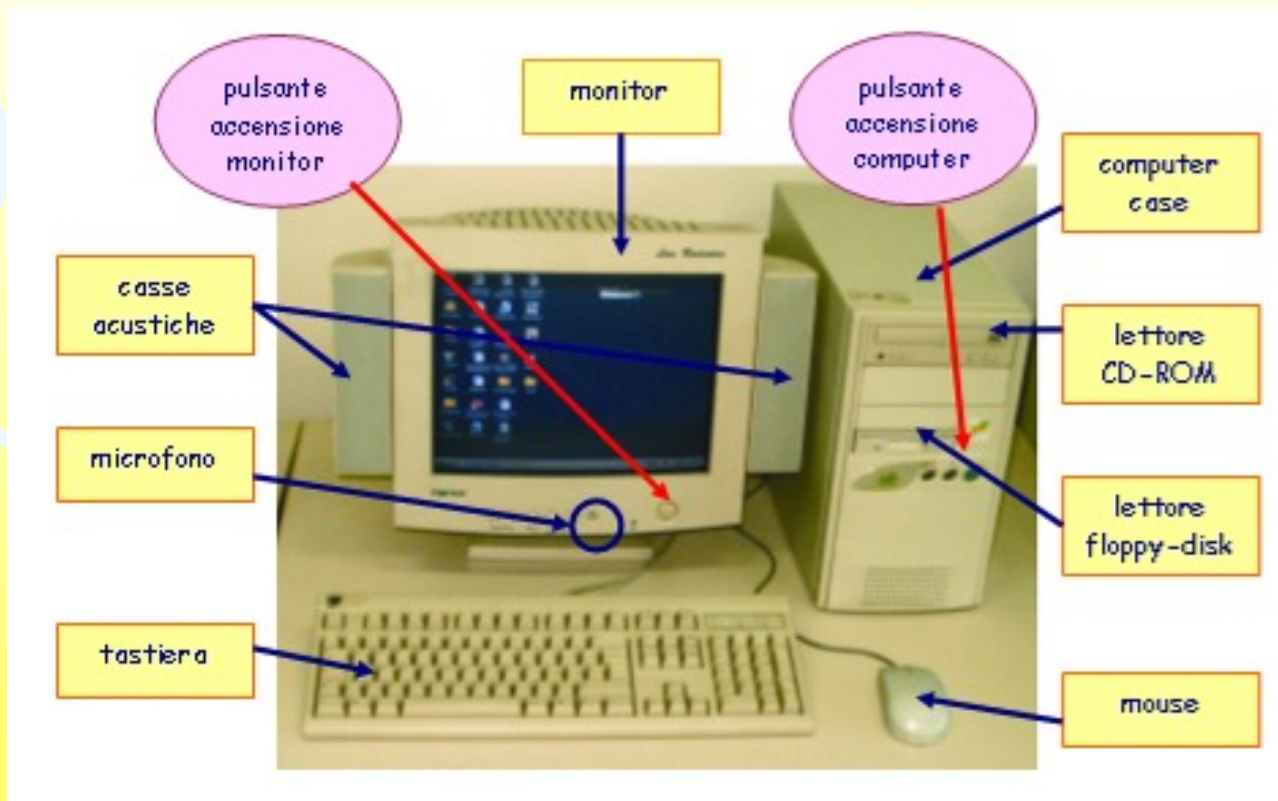 pulsante
accensione
monitor
monitor
pulsante
accensione
computer
computer
case
casse
acustiche
lettore
CD-ROM
microfono
lettore
floppy-disk
tastiera
mouse